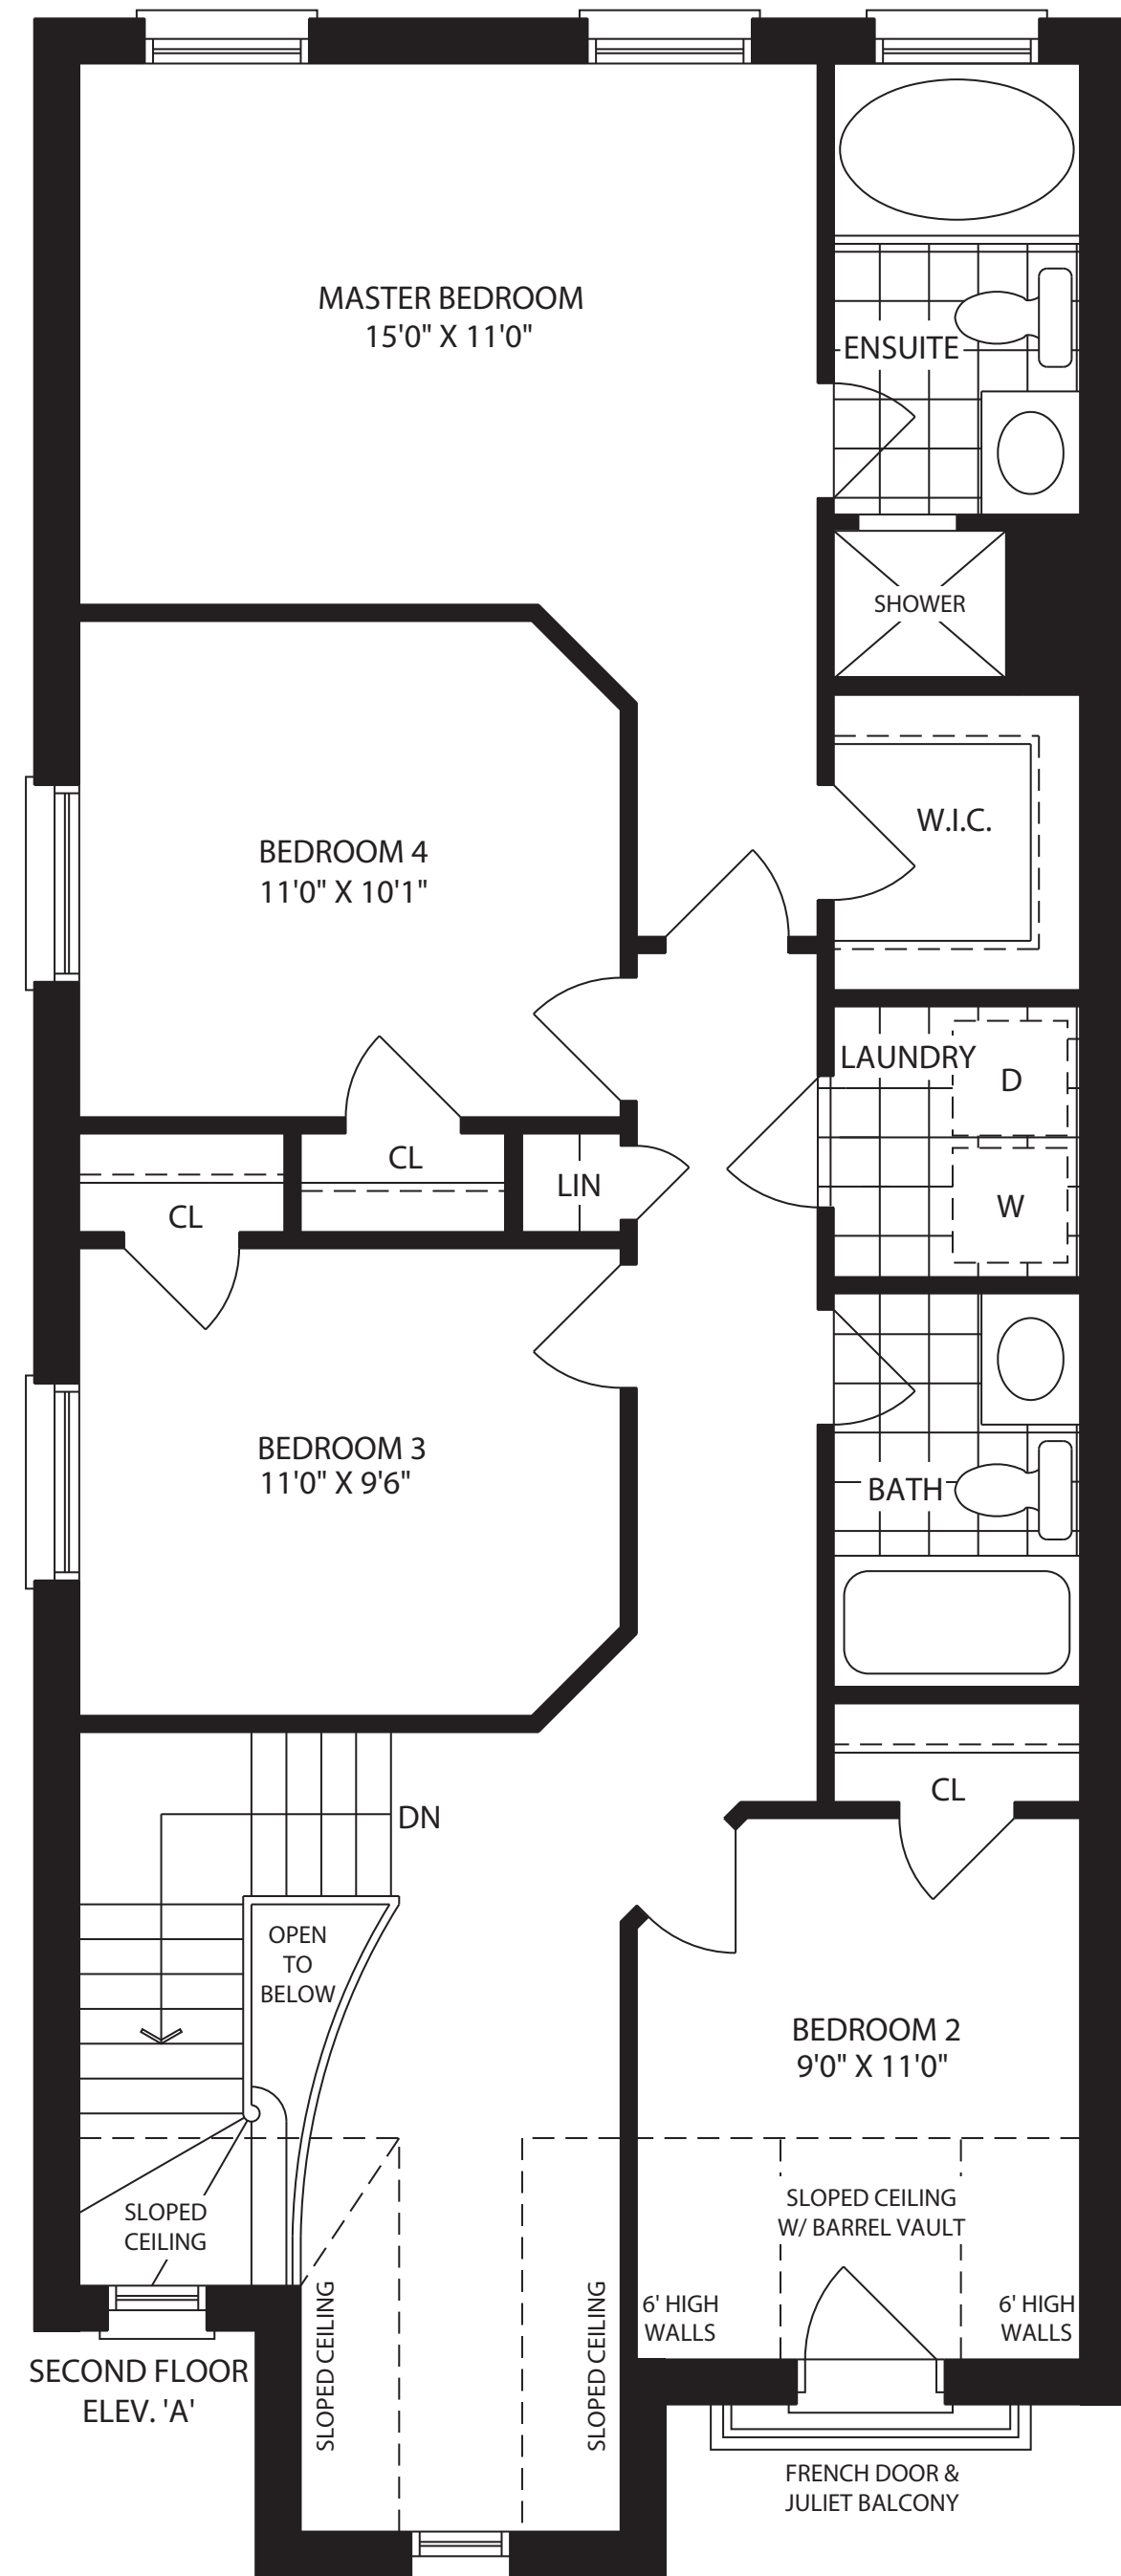 MASTER BEDROOM
15'0" X 11'0"
ENSUITE
SHOWER
W.I.C.
BEDROOM 4
11'0" X 10'1"
LAUNDRY
D
W
CL
LIN
CL
BEDROOM 3
11'0" X 9'6"
BATH
CL
DN
OPEN
TO
BELOW
BEDROOM 2
9'0" X 11'0"
SLOPED CEILING
W/ BARREL VAULT
SLOPED
CEILING
6' HIGH
WALLS
6' HIGH
WALLS
SLOPED CEILING
SLOPED CEILING
SECOND FLOOR
ELEV. 'A'
FRENCH DOOR &
JULIET BALCONY